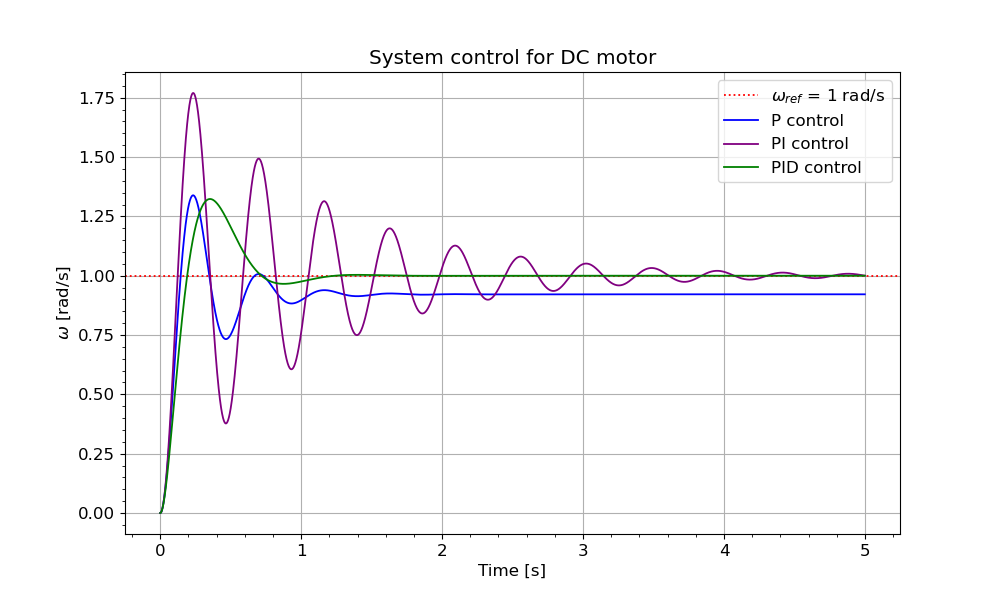 System control for DC motor
ω_ref = 1 rad/s
P control
PI control
PID control
ω [rad/s]
1.75
1.50
1.25
1.00
0.75
0.50
0.25
0.00
0 1 2 3 4 5
Time [s]